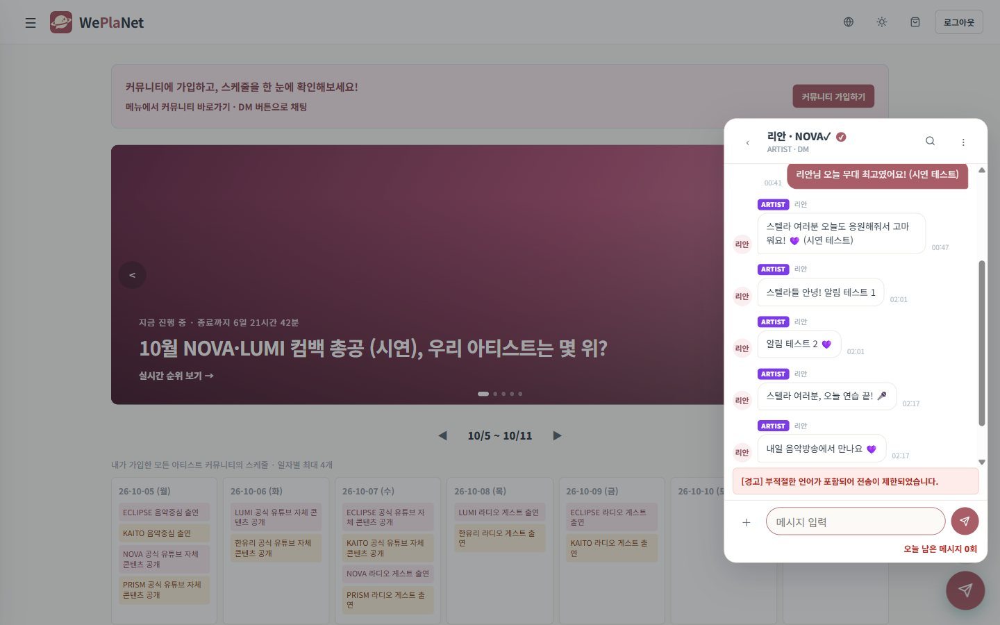 WePlaNet
로그아웃
커뮤니티에 가입하고, 스케줄을 한 눈에 확인해보세요!
메뉴에서 커뮤니티 바로가기 · DM 버튼으로 채팅
커뮤니티 가입하기
<
지금 진행 중 · 종료까지 6일 21시간 42분
10월 NOVA·LUMI 컴백 총공 (시연), 우리 아티스트는 몇 위?
실시간 순위 보기 →
◀ 10/5 ~ 10/11 ▶
내가 가입한 모든 아티스트 커뮤니티의 스케줄 · 일자별 최대 4개
26-10-05 (월)
ECLIPSE 음악중심 출연
KAITO 음악중심 출연
NOVA 공식 유튜브 자체
콘텐츠 공개
PRISM 공식 유튜브 자체
콘텐츠 공개
26-10-06 (화)
LUMI 공식 유튜브 자체 콘
텐츠 공개
한유리 공식 유튜브 자체
콘텐츠 공개
26-10-07 (수)
ECLIPSE 공식 유튜브 자
체 콘텐츠 공개
KAITO 공식 유튜브 자체
콘텐츠 공개
NOVA 라디오 게스트 출연
PRISM 라디오 게스트 출
연
26-10-08 (목)
LUMI 라디오 게스트 출연
한유리 라디오 게스트 출
연
26-10-09 (금)
ECLIPSE 라디오 게스트
출연
KAITO 라디오 게스트 출
연
26-10-10 (토
‹
리안 · NOVA✓
ARTIST · DM
리안님 오늘 무대 최고였어요! (시연 테스트)
00:41
ARTIST 리안
리안
스텔라 여러분 오늘도 응원해줘서 고마
워요! 💜 (시연 테스트)
00:47
ARTIST 리안
리안
스텔라들 안녕! 알림 테스트 1
02:01
ARTIST 리안
리안
알림 테스트 2 💜
02:01
ARTIST 리안
리안
스텔라 여러분, 오늘 연습 끝! 🎤
02:17
ARTIST 리안
리안
내일 음악방송에서 만나요 💜
02:17
[경고] 부적절한 언어가 포함되어 전송이 제한되었습니다.
메시지 입력
오늘 남은 메시지 0회